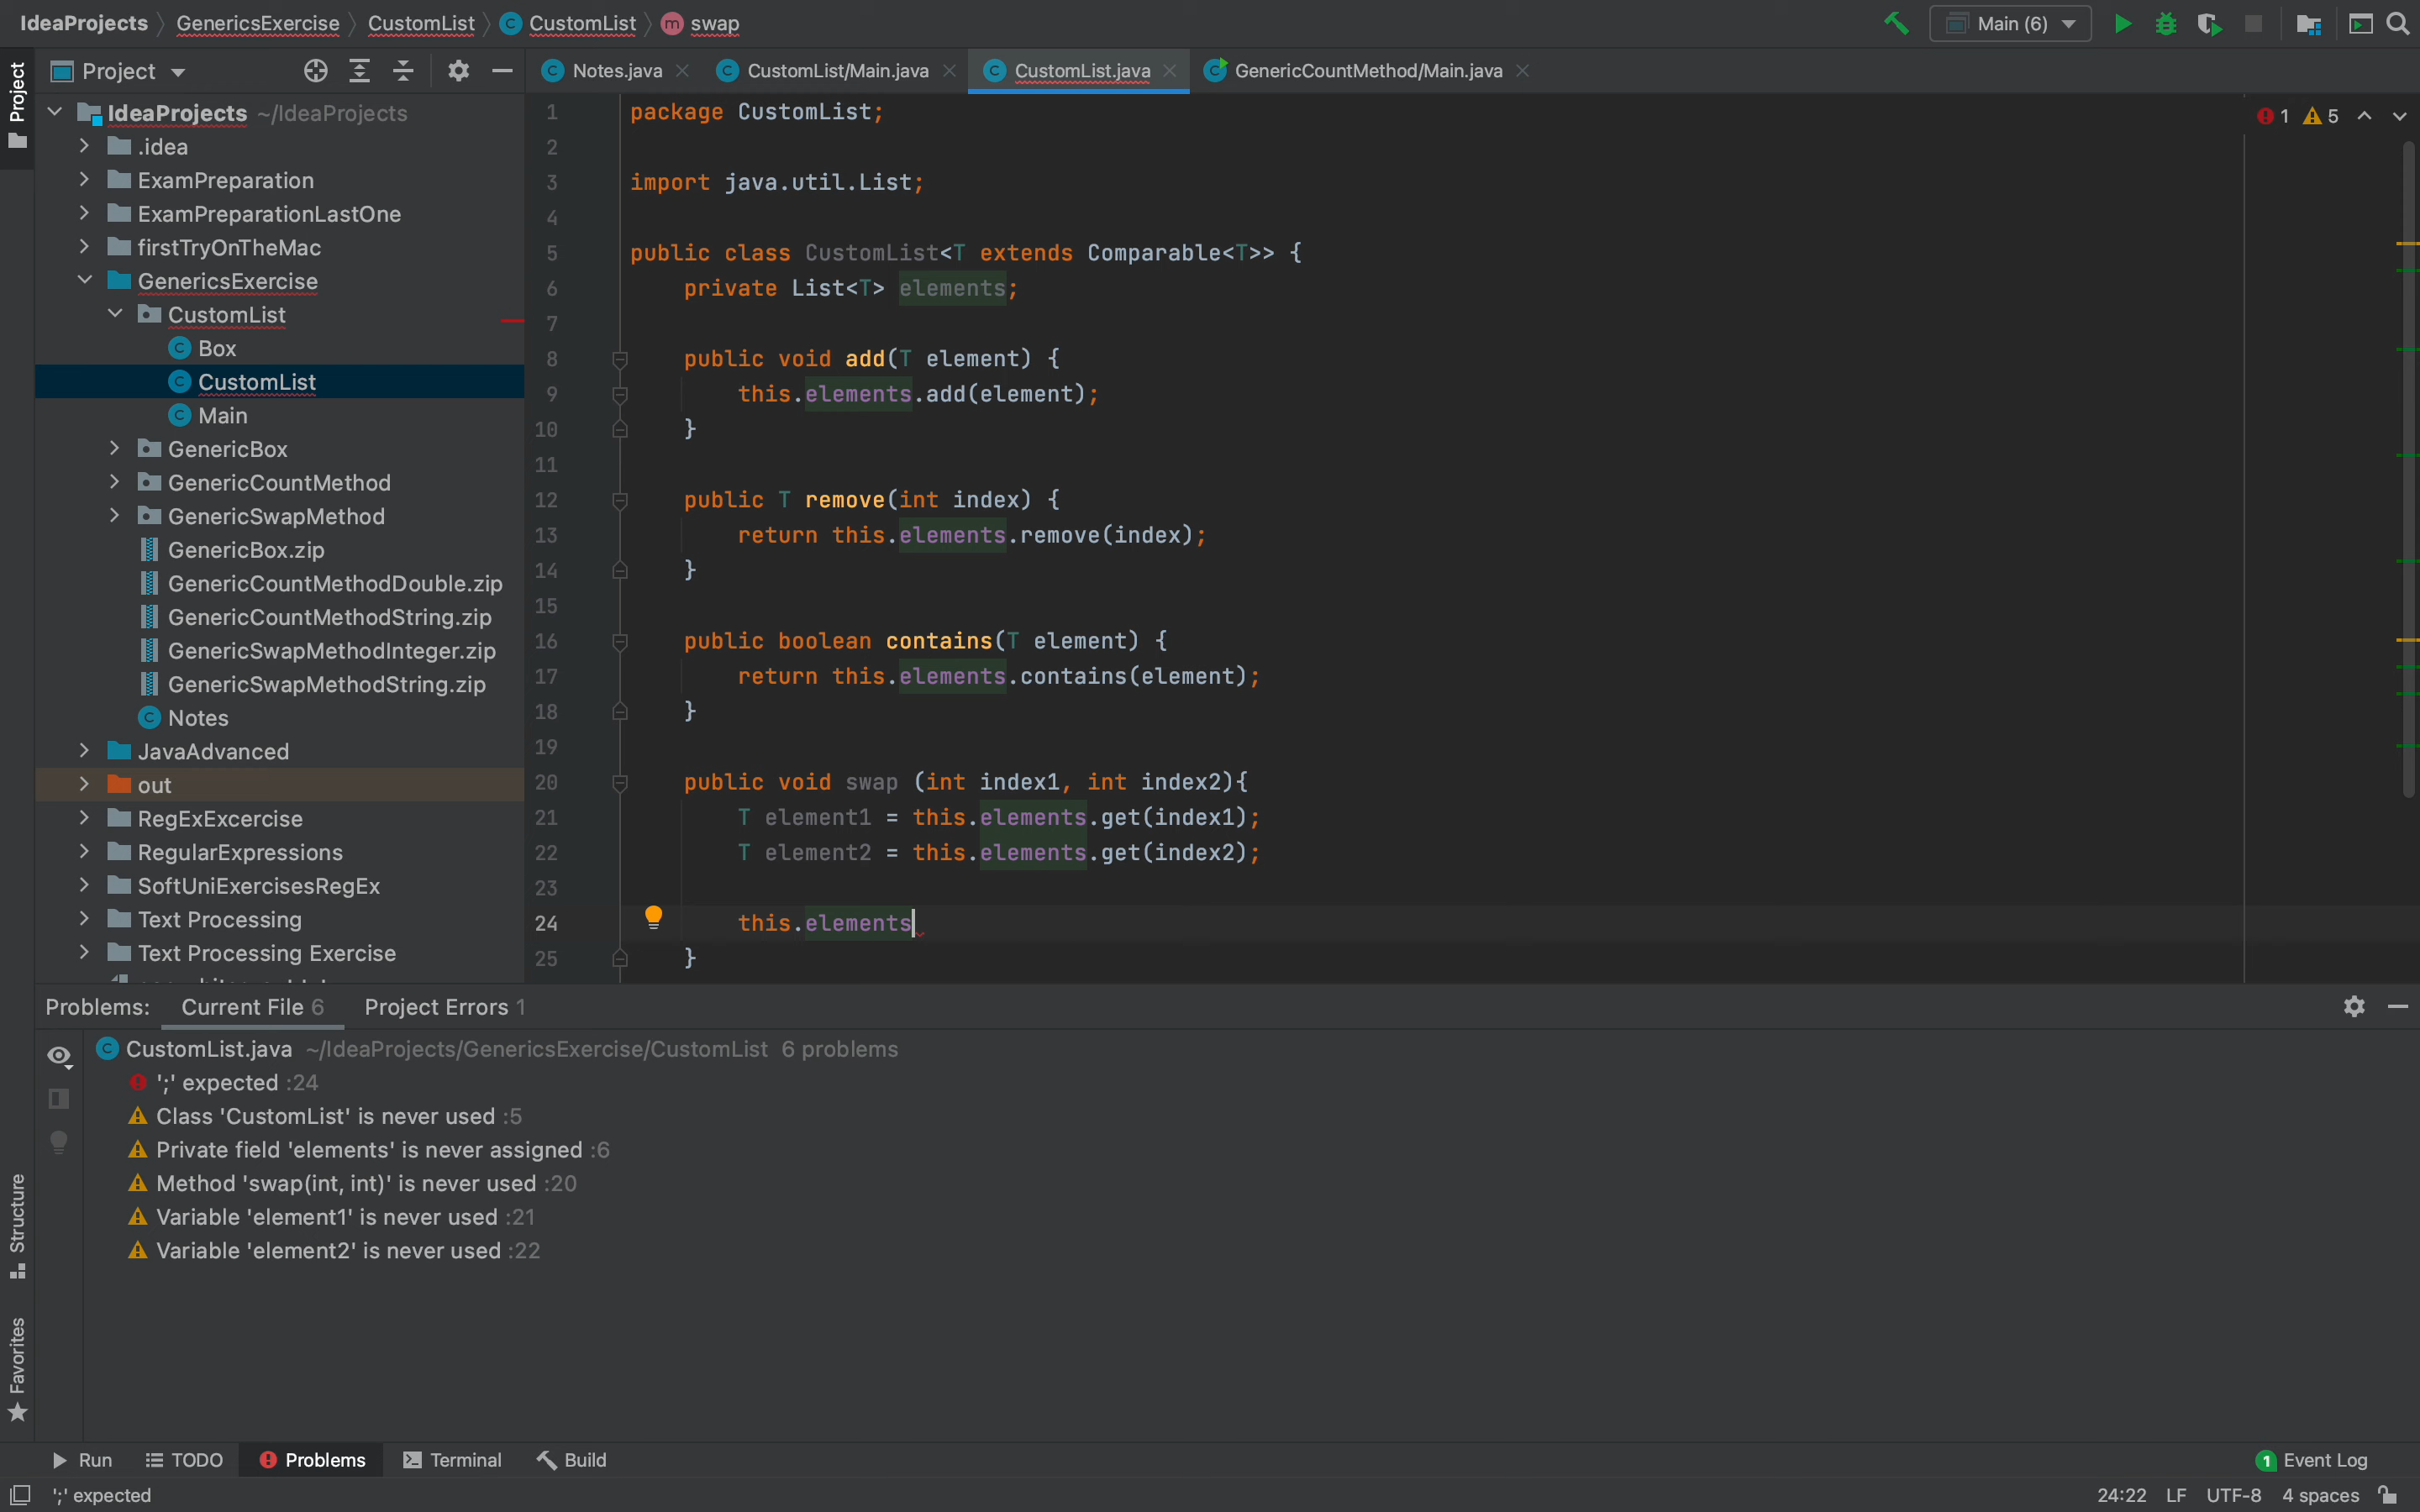 IdeaProjects GenericsExercise CustomList CustomList swap
Main (6)
Project
Project
Notes.java CustomList/Main.java CustomList.java GenericCountMethod/Main.java
IdeaProjects ~/IdeaProjects
.idea
ExamPreparation
ExamPreparationLastOne
firstTryOnTheMac
GenericsExercise
CustomList
Box
CustomList
Main
GenericBox
GenericCountMethod
GenericSwapMethod
GenericBox.zip
GenericCountMethodDouble.zip
GenericCountMethodString.zip
GenericSwapMethodInteger.zip
GenericSwapMethodString.zip
Notes
JavaAdvanced
out
RegExExcercise
RegularExpressions
SoftUniExercisesRegEx
Text Processing
Text Processing Exercise
1 package CustomList;
2
3 import java.util.List;
4
5 public class CustomList<T extends Comparable<T>> {
6 private List<T> elements;
7
8 public void add(T element) {
9 this.elements.add(element);
10 }
11
12 public T remove(int index) {
13 return this.elements.remove(index);
14 }
15
16 public boolean contains(T element) {
17 return this.elements.contains(element);
18 }
19
20 public void swap (int index1, int index2){
21 T element1 = this.elements.get(index1);
22 T element2 = this.elements.get(index2);
23
24 this.elements
25 }
1 5
Problems: Current File 6 Project Errors 1
CustomList.java ~/IdeaProjects/GenericsExercise/CustomList 6 problems
';' expected :24
Class 'CustomList' is never used :5
Private field 'elements' is never assigned :6
Method 'swap(int, int)' is never used :20
Variable 'element1' is never used :21
Variable 'element2' is never used :22
Structure
Favorites
Run TODO Problems Terminal Build 1 Event Log
';' expected 24:22 LF UTF-8 4 spaces